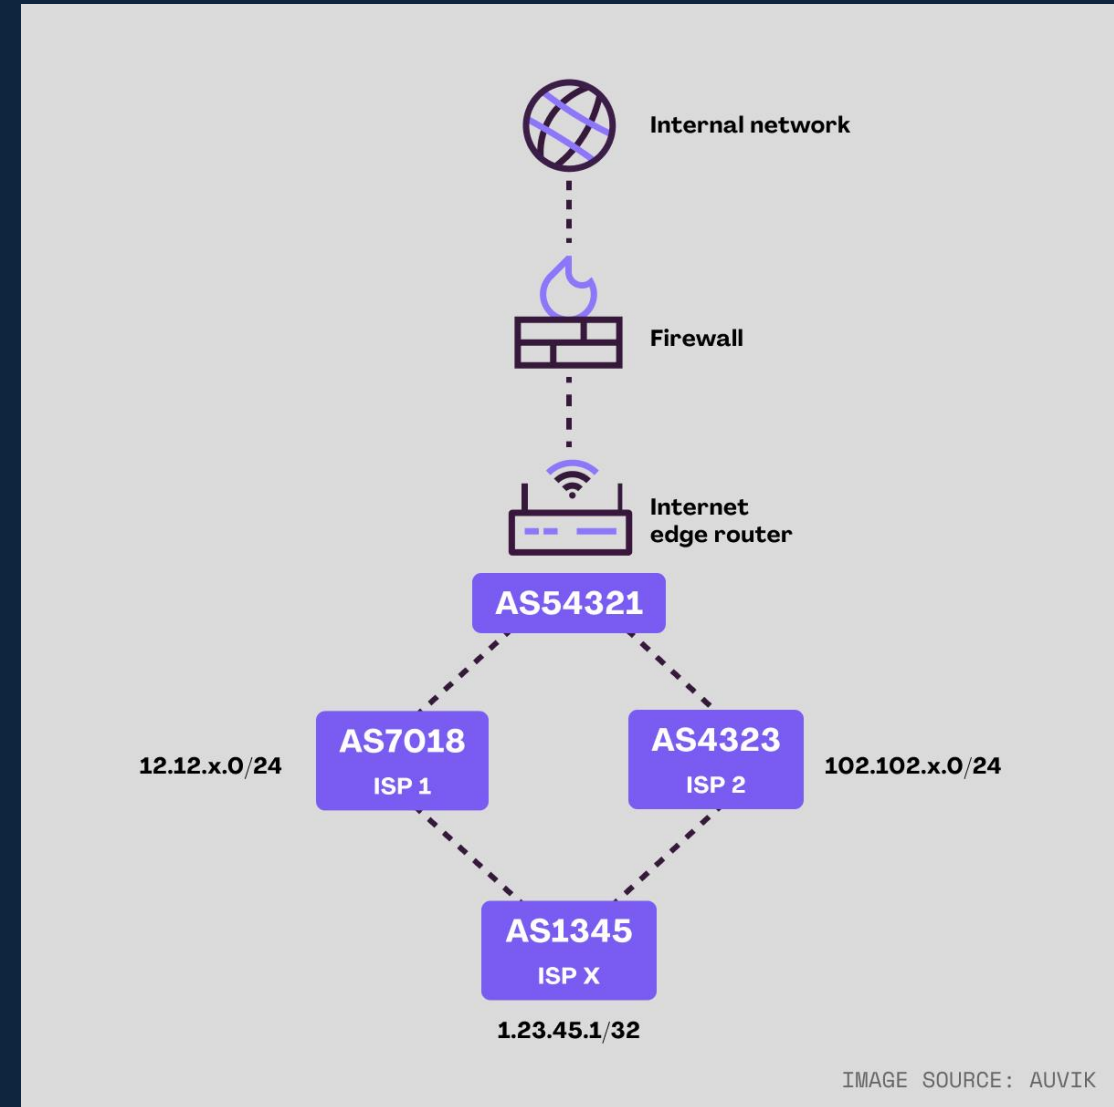 Internal network
Firewall
Internet
edge router
AS54321
AS7018
ISP 1
12.12.x.0/24
AS4323
ISP 2
102.102.x.0/24
AS1345
ISP X
1.23.45.1/32
IMAGE SOURCE: AUVIK